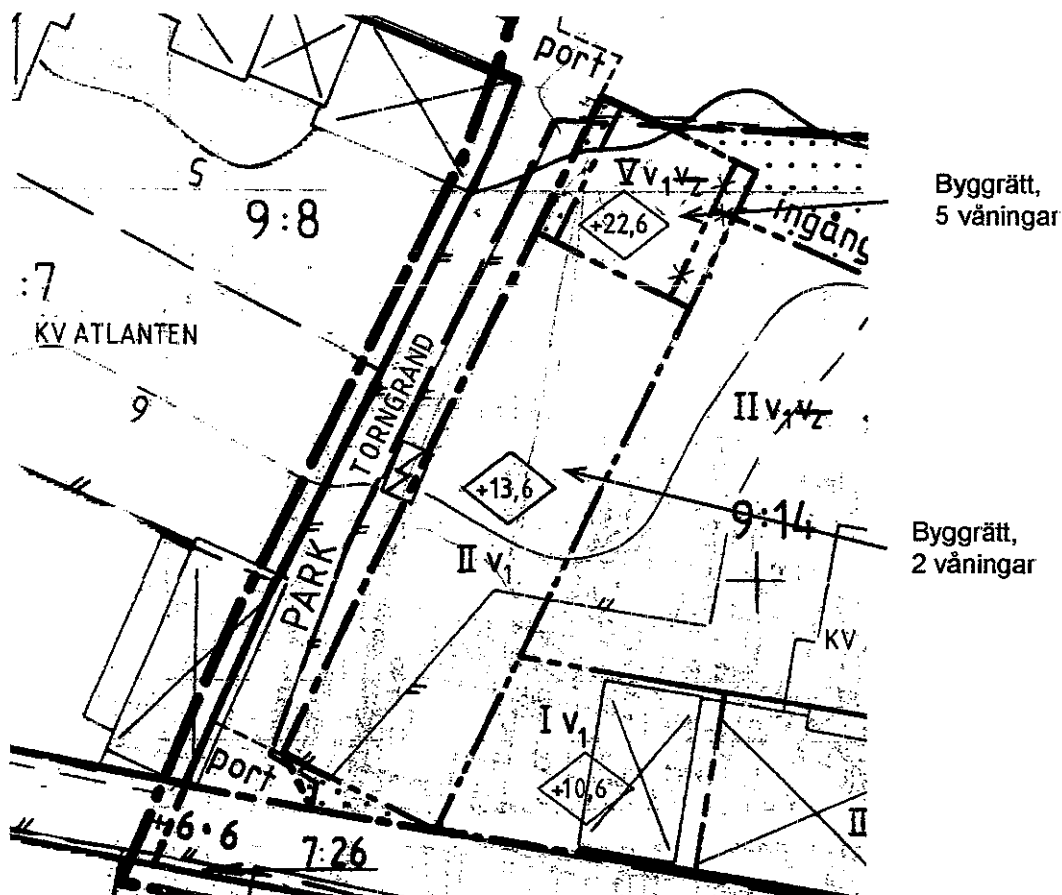 port
S
9:8
V v₁ v₂
+22,6
ingång
Byggrätt,
5 våningar
:7
KV ATLANTEN
TORNGRÄND
9
II v₁ v₂
+13,6
9:14
Byggrätt,
2 våningar
II v₁
PARK
KV
I v₁
port
+10,6
II
+6.6
7:26